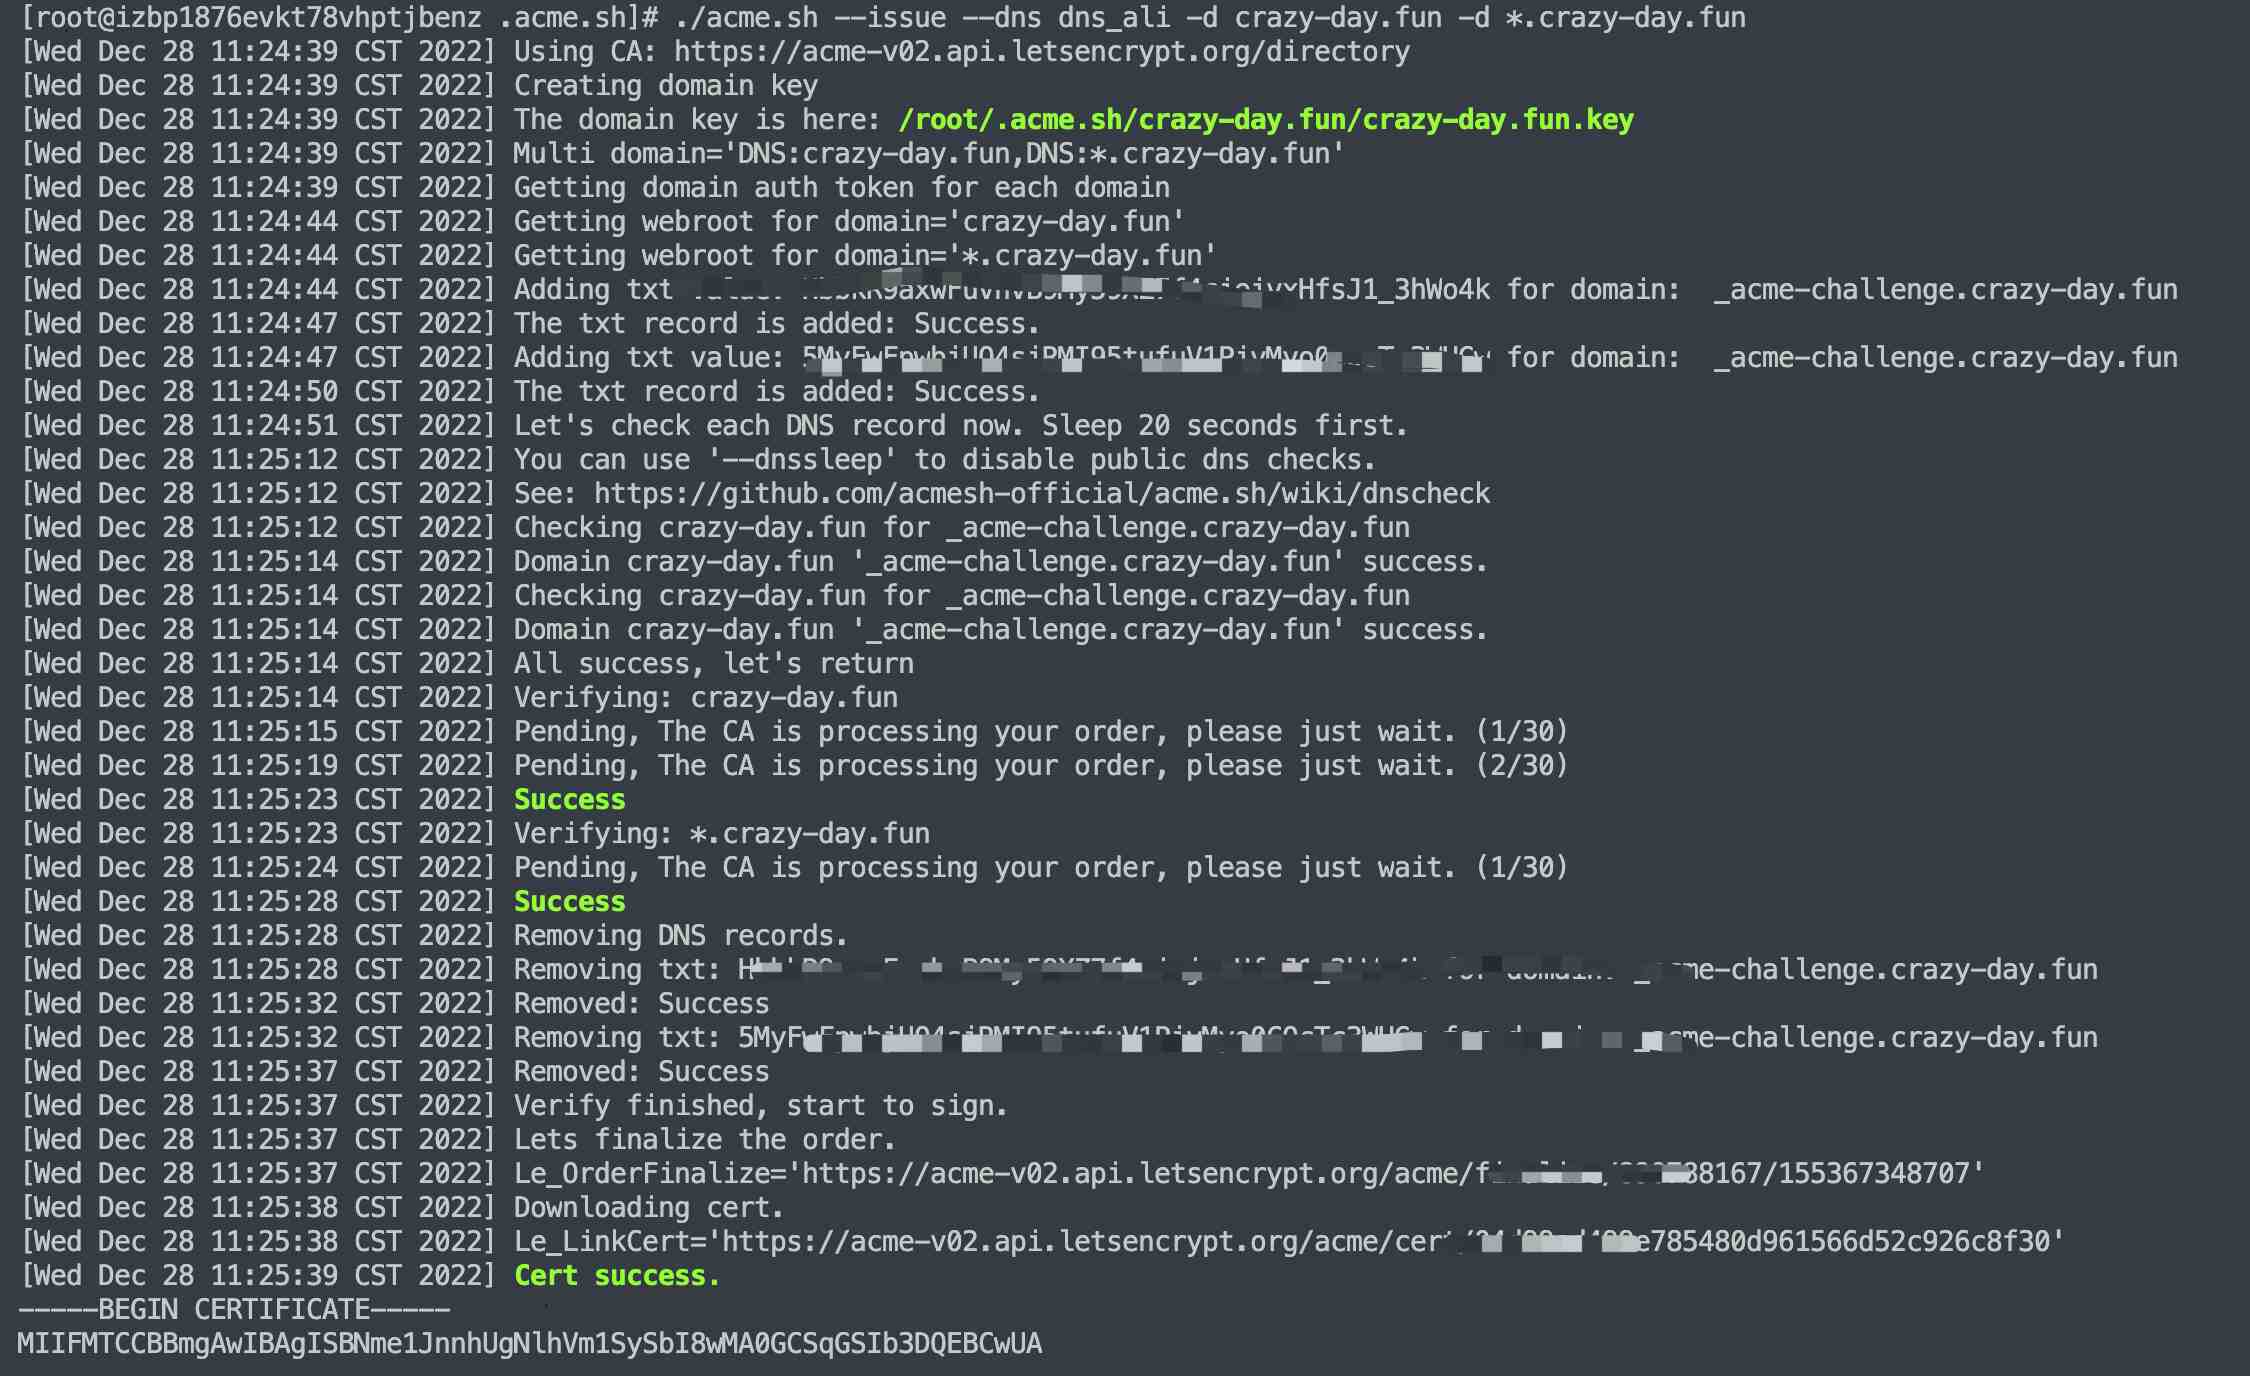 [root@izbp1876evkt78vhptjbenz .acme.sh]# ./acme.sh --issue --dns dns_ali -d crazy-day.fun -d *.crazy-day.fun
[Wed Dec 28 11:24:39 CST 2022] Using CA: https://acme-v02.api.letsencrypt.org/directory
[Wed Dec 28 11:24:39 CST 2022] Creating domain key
[Wed Dec 28 11:24:39 CST 2022] The domain key is here: /root/.acme.sh/crazy-day.fun/crazy-day.fun.key
[Wed Dec 28 11:24:39 CST 2022] Multi domain='DNS:crazy-day.fun,DNS:*.crazy-day.fun'
[Wed Dec 28 11:24:39 CST 2022] Getting domain auth token for each domain
[Wed Dec 28 11:24:44 CST 2022] Getting webroot for domain='crazy-day.fun'
[Wed Dec 28 11:24:44 CST 2022] Getting webroot for domain='*.crazy-day.fun'
[Wed Dec 28 11:24:44 CST 2022] Adding txt for domain: _acme-challenge.crazy-day.fun
[Wed Dec 28 11:24:47 CST 2022] The txt record is added: Success.
[Wed Dec 28 11:24:47 CST 2022] Adding txt value: for domain: _acme-challenge.crazy-day.fun
[Wed Dec 28 11:24:50 CST 2022] The txt record is added: Success.
[Wed Dec 28 11:24:51 CST 2022] Let's check each DNS record now. Sleep 20 seconds first.
[Wed Dec 28 11:25:12 CST 2022] You can use '--dnssleep' to disable public dns checks.
[Wed Dec 28 11:25:12 CST 2022] See: https://github.com/acmesh-official/acme.sh/wiki/dnscheck
[Wed Dec 28 11:25:12 CST 2022] Checking crazy-day.fun for _acme-challenge.crazy-day.fun
[Wed Dec 28 11:25:14 CST 2022] Domain crazy-day.fun '_acme-challenge.crazy-day.fun' success.
[Wed Dec 28 11:25:14 CST 2022] Checking crazy-day.fun for _acme-challenge.crazy-day.fun
[Wed Dec 28 11:25:14 CST 2022] Domain crazy-day.fun '_acme-challenge.crazy-day.fun' success.
[Wed Dec 28 11:25:14 CST 2022] All success, let's return
[Wed Dec 28 11:25:14 CST 2022] Verifying: crazy-day.fun
[Wed Dec 28 11:25:15 CST 2022] Pending, The CA is processing your order, please just wait. (1/30)
[Wed Dec 28 11:25:19 CST 2022] Pending, The CA is processing your order, please just wait. (2/30)
[Wed Dec 28 11:25:23 CST 2022] Success
[Wed Dec 28 11:25:23 CST 2022] Verifying: *.crazy-day.fun
[Wed Dec 28 11:25:24 CST 2022] Pending, The CA is processing your order, please just wait. (1/30)
[Wed Dec 28 11:25:28 CST 2022] Success
[Wed Dec 28 11:25:28 CST 2022] Removing DNS records.
[Wed Dec 28 11:25:28 CST 2022] Removing txt: me-challenge.crazy-day.fun
[Wed Dec 28 11:25:32 CST 2022] Removed: Success
[Wed Dec 28 11:25:32 CST 2022] Removing txt: me-challenge.crazy-day.fun
[Wed Dec 28 11:25:37 CST 2022] Removed: Success
[Wed Dec 28 11:25:37 CST 2022] Verify finished, start to sign.
[Wed Dec 28 11:25:37 CST 2022] Lets finalize the order.
[Wed Dec 28 11:25:37 CST 2022] Le_OrderFinalize='https://acme-v02.api.letsencrypt.org/acme/ 88167/155367348707'
[Wed Dec 28 11:25:38 CST 2022] Downloading cert.
[Wed Dec 28 11:25:38 CST 2022] Le_LinkCert='https://acme-v02.api.letsencrypt.org/acme/cer e785480d961566d52c926c8f30'
[Wed Dec 28 11:25:39 CST 2022] Cert success.
-----BEGIN CERTIFICATE-----
MIIFMTCCBBmgAwIBAgISBNme1JnnhUgNlhVm1SySbI8wMA0GCSqGSIb3DQEBCwUA